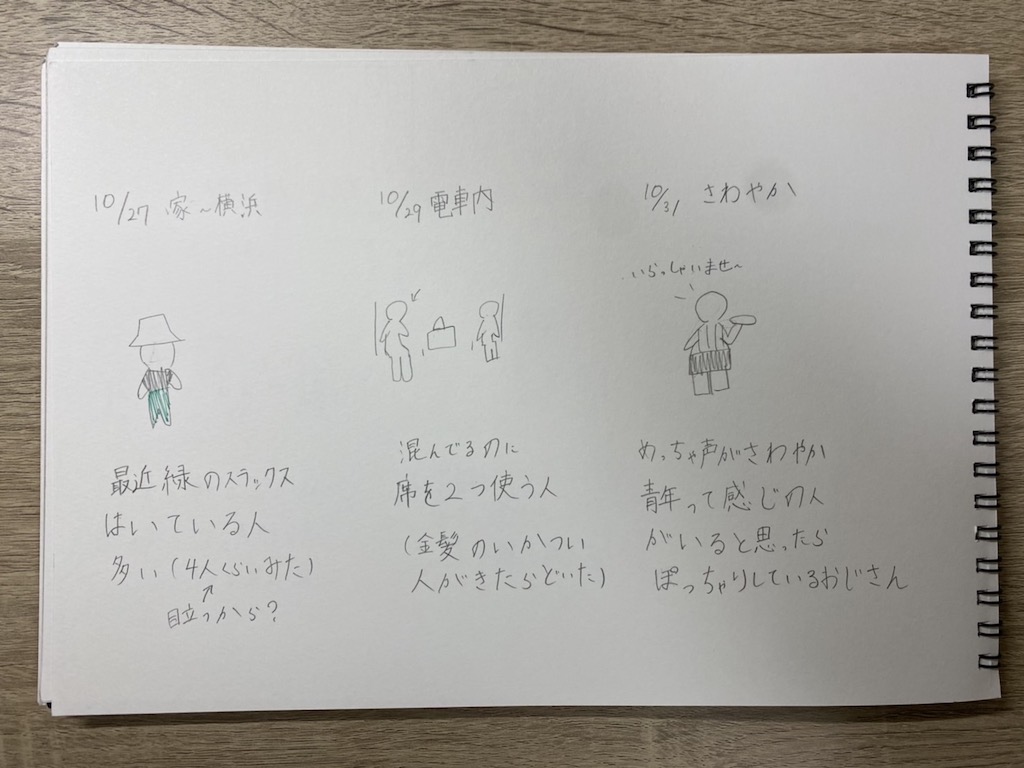 10/27 家～横浜
最近緑のスラックス
はいている人
多い(4人くらいみた)
↑
目立つから?
10/29 電車内
混んでるのに
席を2つ使う人
(金髪のいかつい
人がきたらどいた)
10/31 さわやか
いらっしゃいませ～
めっちゃ声がさわやか
青年って感じの人
がいると思ったら
ぽっちゃりしているおじさん